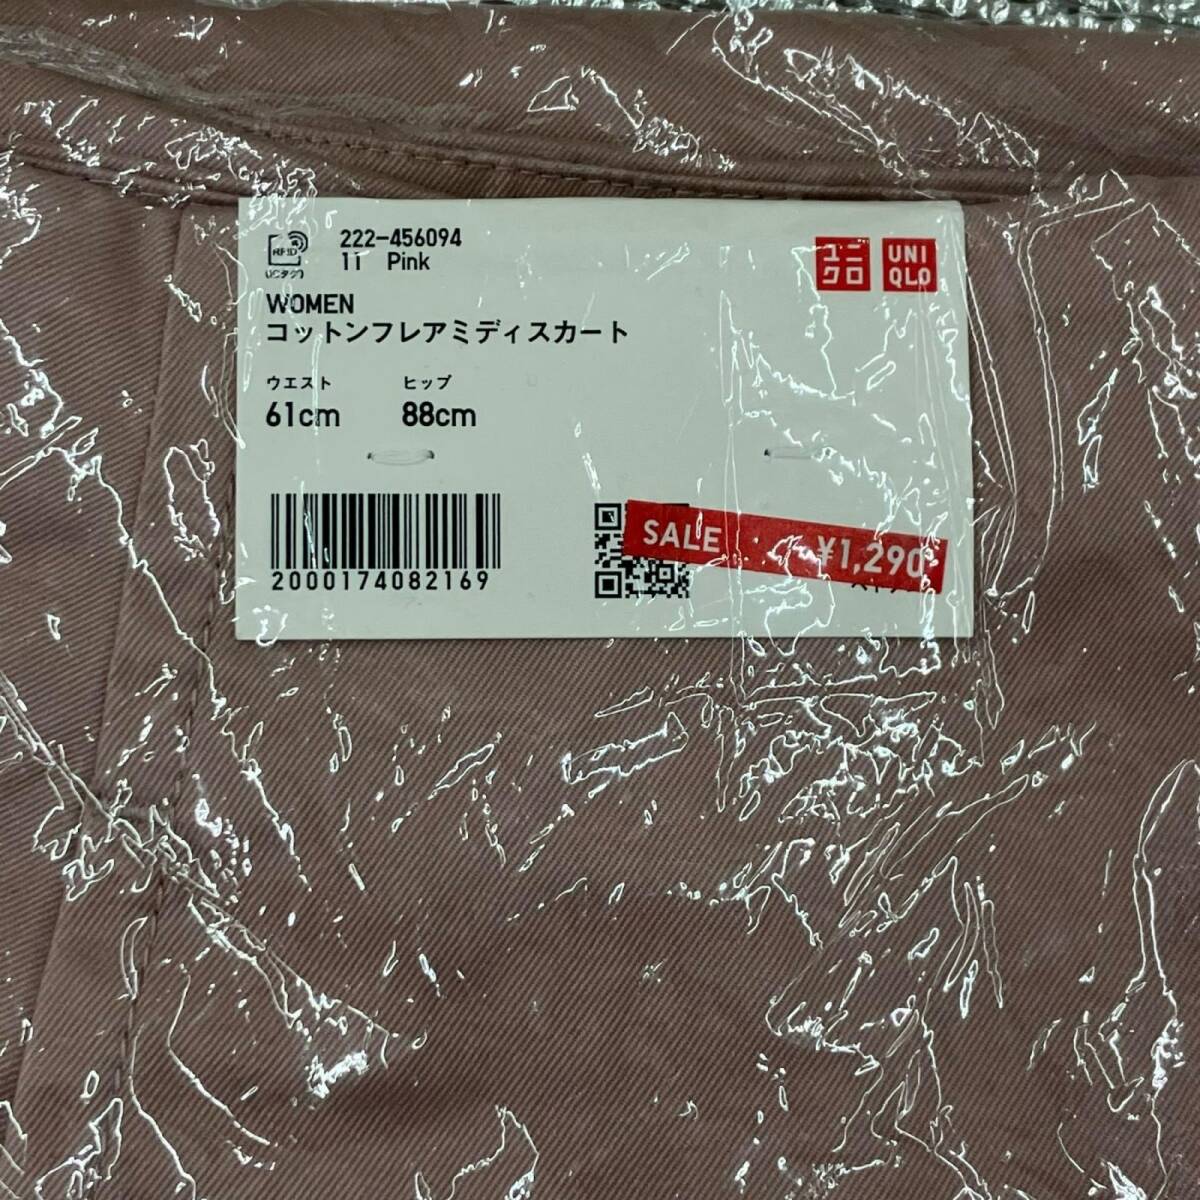 RFID
(ICタグ)
222-456094
11 Pink
ユニ
クロ
UNI
QLO
WOMEN
コットンフレアミディスカート
ウエスト
ヒップ
61cm
88cm
2000174082169
SALE ¥1,290